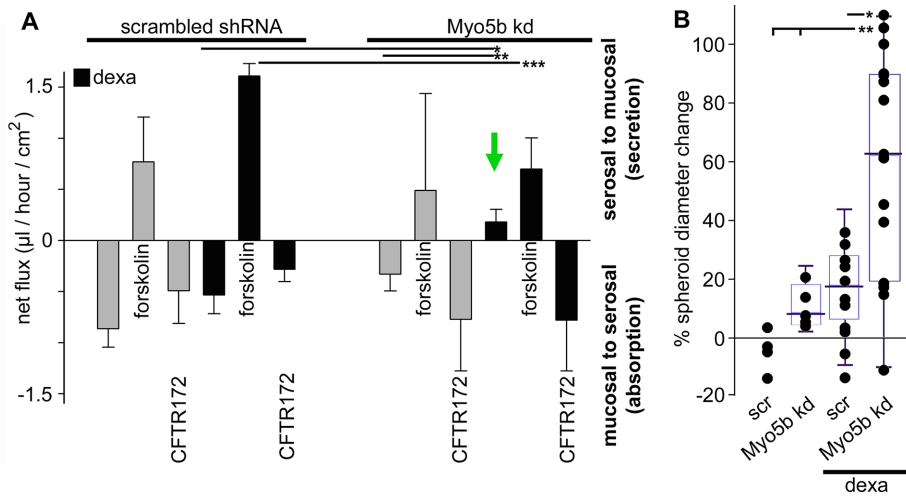 A
scrambled shRNA
Myo5b kd
*
**
***
dexa
net flux (µl / hour / cm²)
1.5
0
-1.5
forskolin
forskolin
forskolin
forskolin
CFTR172
CFTR172
CFTR172
CFTR172
serosal to mucosal
(secretion)
mucosal to serosal
(absorption)
B
*
**
% spheroid diameter change
100
80
60
40
20
0
-20
scr
Myo5b kd
scr
Myo5b kd
dexa